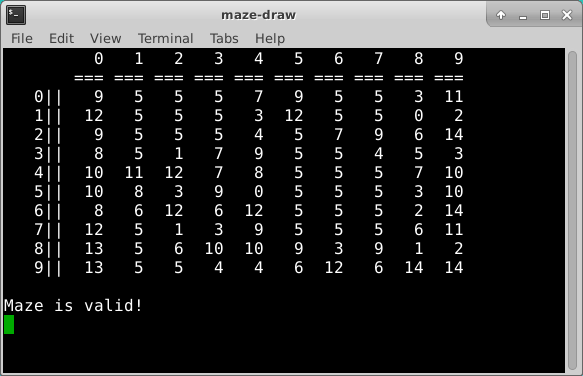 maze-draw
File Edit View Terminal Tabs Help
0 1 2 3 4 5 6 7 8 9
=== === === === === === === === === ===
0|| 9 5 5 5 7 9 5 5 3 11
1|| 12 5 5 5 3 12 5 5 0 2
2|| 9 5 5 5 4 5 7 9 6 14
3|| 8 5 1 7 9 5 5 4 5 3
4|| 10 11 12 7 8 5 5 5 7 10
5|| 10 8 3 9 0 5 5 5 3 10
6|| 8 6 12 6 12 5 5 5 2 14
7|| 12 5 1 3 9 5 5 5 6 11
8|| 13 5 6 10 10 9 3 9 1 2
9|| 13 5 5 4 4 6 12 6 14 14
Maze is valid!